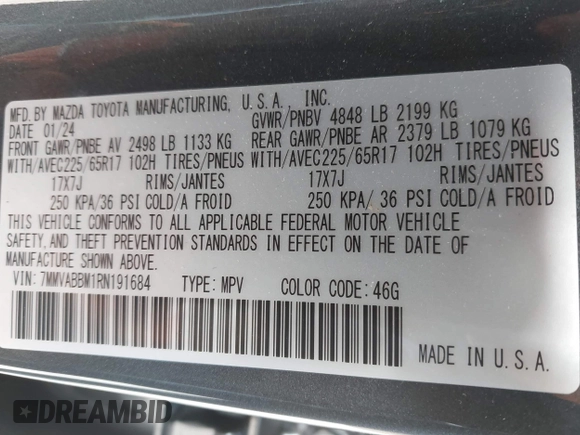 MFD. BY MAZDA TOYOTA MANUFACTURING, U.S.A., INC.
DATE 01/24 GVWR/PNBV 4848 LB 2199 KG
FRONT GAWR/PNBE AV 2498 LB 1133 KG REAR GAWR/PNBE AR 2379 LB 1079 KG
WITH/AVEC225/65R17 102H TIRES/PNEUS WITH/AVEC225/65R17 102H TIRES/PNEUS
17X7J RIMS/JANTES 17X7J RIMS/JANTES
250 KPA/36 PSI COLD/A FROID 250 KPA/ 36 PSI COLD/A FROID
THIS VEHICLE CONFORMS TO ALL APPLICABLE FEDERAL MOTOR VEHICLE
SAFETY,AND THEFT PREVENTION STANDARDS IN EFFECT ON THE DATE OF
MANUFACTURE SHOWN ABOVE.
VIN: 7MMVABBM1RN191684 TYPE: MPV COLOR CODE: 46G
MADE IN U.S.A.
DREAMBID